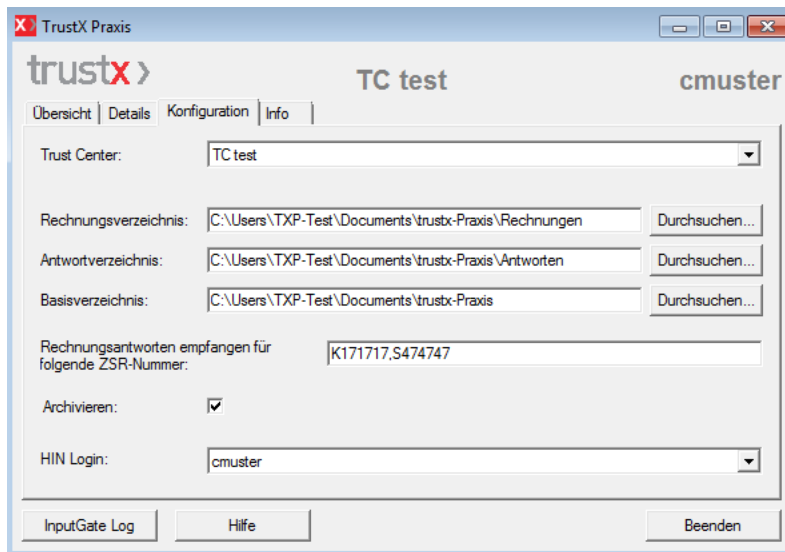 TrustX Praxis
trustx
TC test
cmuster
Übersicht
Details
Konfiguration
Info
Trust Center:
TC test
Rechnungsverzeichnis:
C:\Users\TXP-Test\Documents\trustx-Praxis\Rechnungen
Durchsuchen...
Antwortverzeichnis:
C:\Users\TXP-Test\Documents\trustx-Praxis\Antworten
Durchsuchen...
Basisverzeichnis:
C:\Users\TXP-Test\Documents\trustx-Praxis
Durchsuchen...
Rechnungsantworten empfangen für
folgende ZSR-Nummer:
K171717,S474747
Archivieren:
HIN Login:
cmuster
InputGate Log
Hilfe
Beenden